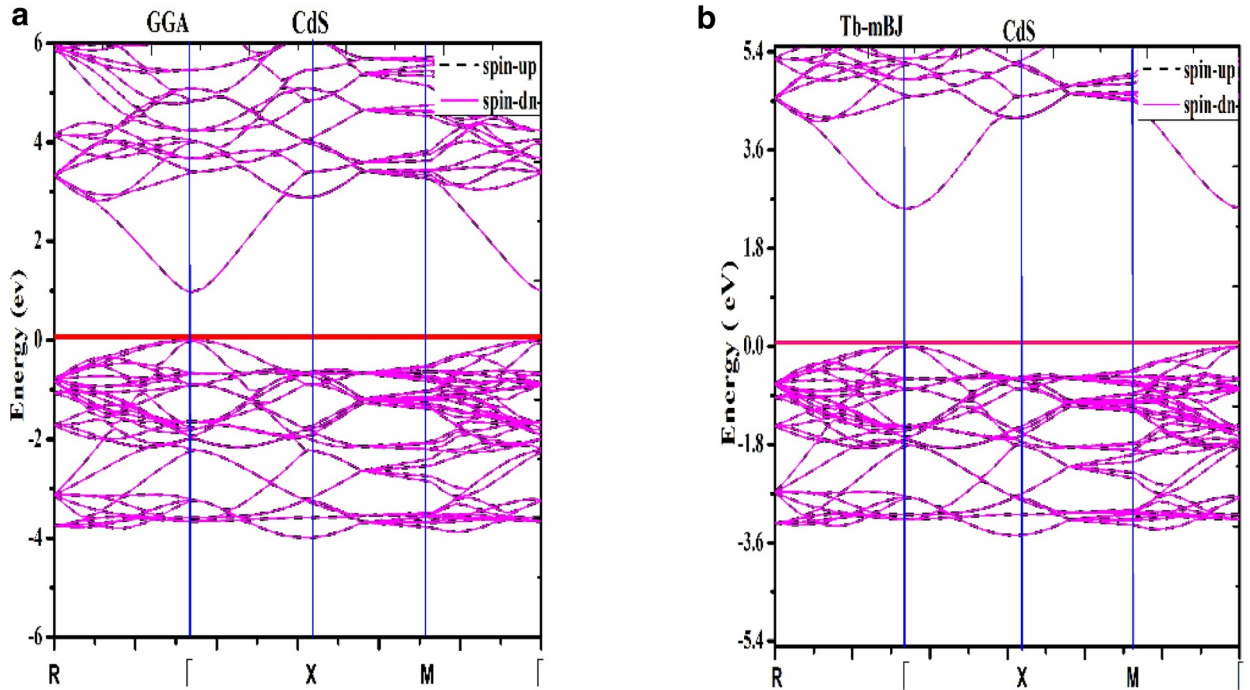 a
GGA
CdS
6
4
2
0
-2
-4
-6
Energy (ev)
spin-up
spin-dn
R
Γ
X
M
Γ
b
Tb-mBJ
CdS
5.4
3.6
1.8
0.0
-1.8
-3.6
-5.4
Energy ( eV)
spin-up
spin-dn
R
Γ
X
M
Γ